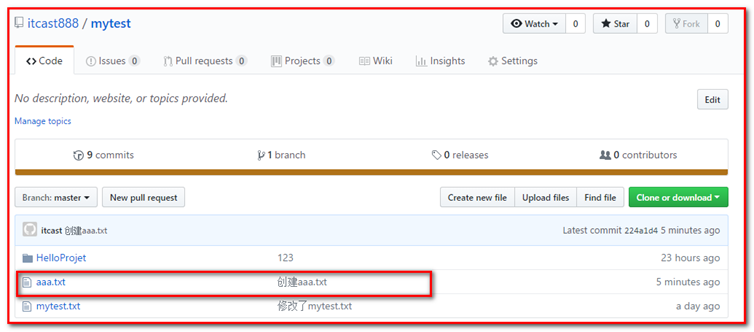 itcast888 / mytest Watch 0 Star 0 Fork 0
Code Issues 0 Pull requests 0 Projects 0 Wiki Insights Settings
No description, website, or topics provided. Edit
Manage topics
9 commits 1 branch 0 releases 0 contributors
Branch: master New pull request Create new file Upload files Find file Clone or download
itcast 创建aaa.txt Latest commit 224a1d4 5 minutes ago
HelloProjet 123 23 hours ago
aaa.txt 创建aaa.txt 5 minutes ago
mytest.txt 修改了mytest.txt a day ago